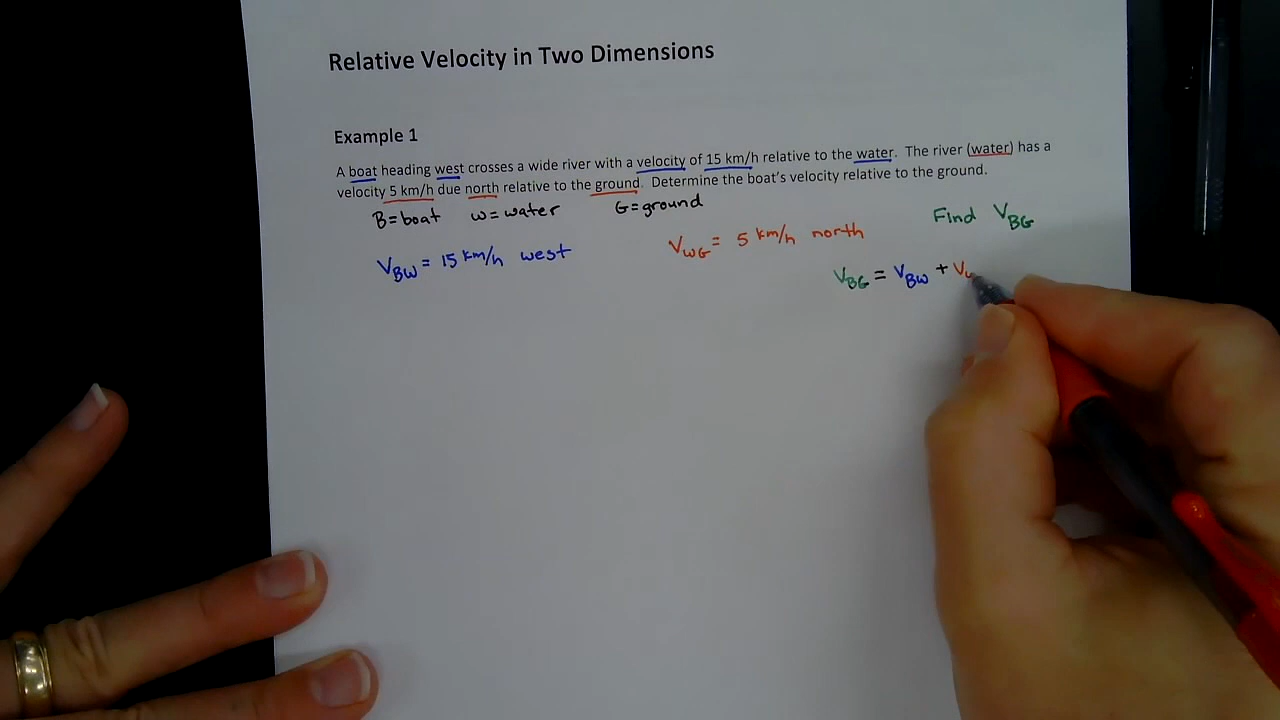 Relative Velocity in Two Dimensions
Example 1
A boat heading west crosses a wide river with a velocity of 15 km/h relative to the water. The river (water) has a
velocity 5 km/h due north relative to the ground. Determine the boat's velocity relative to the ground.
B=boat w=water G=ground
Find VBG
VBW = 15 km/h west
VWG = 5 km/h north
VBG = VBW + V